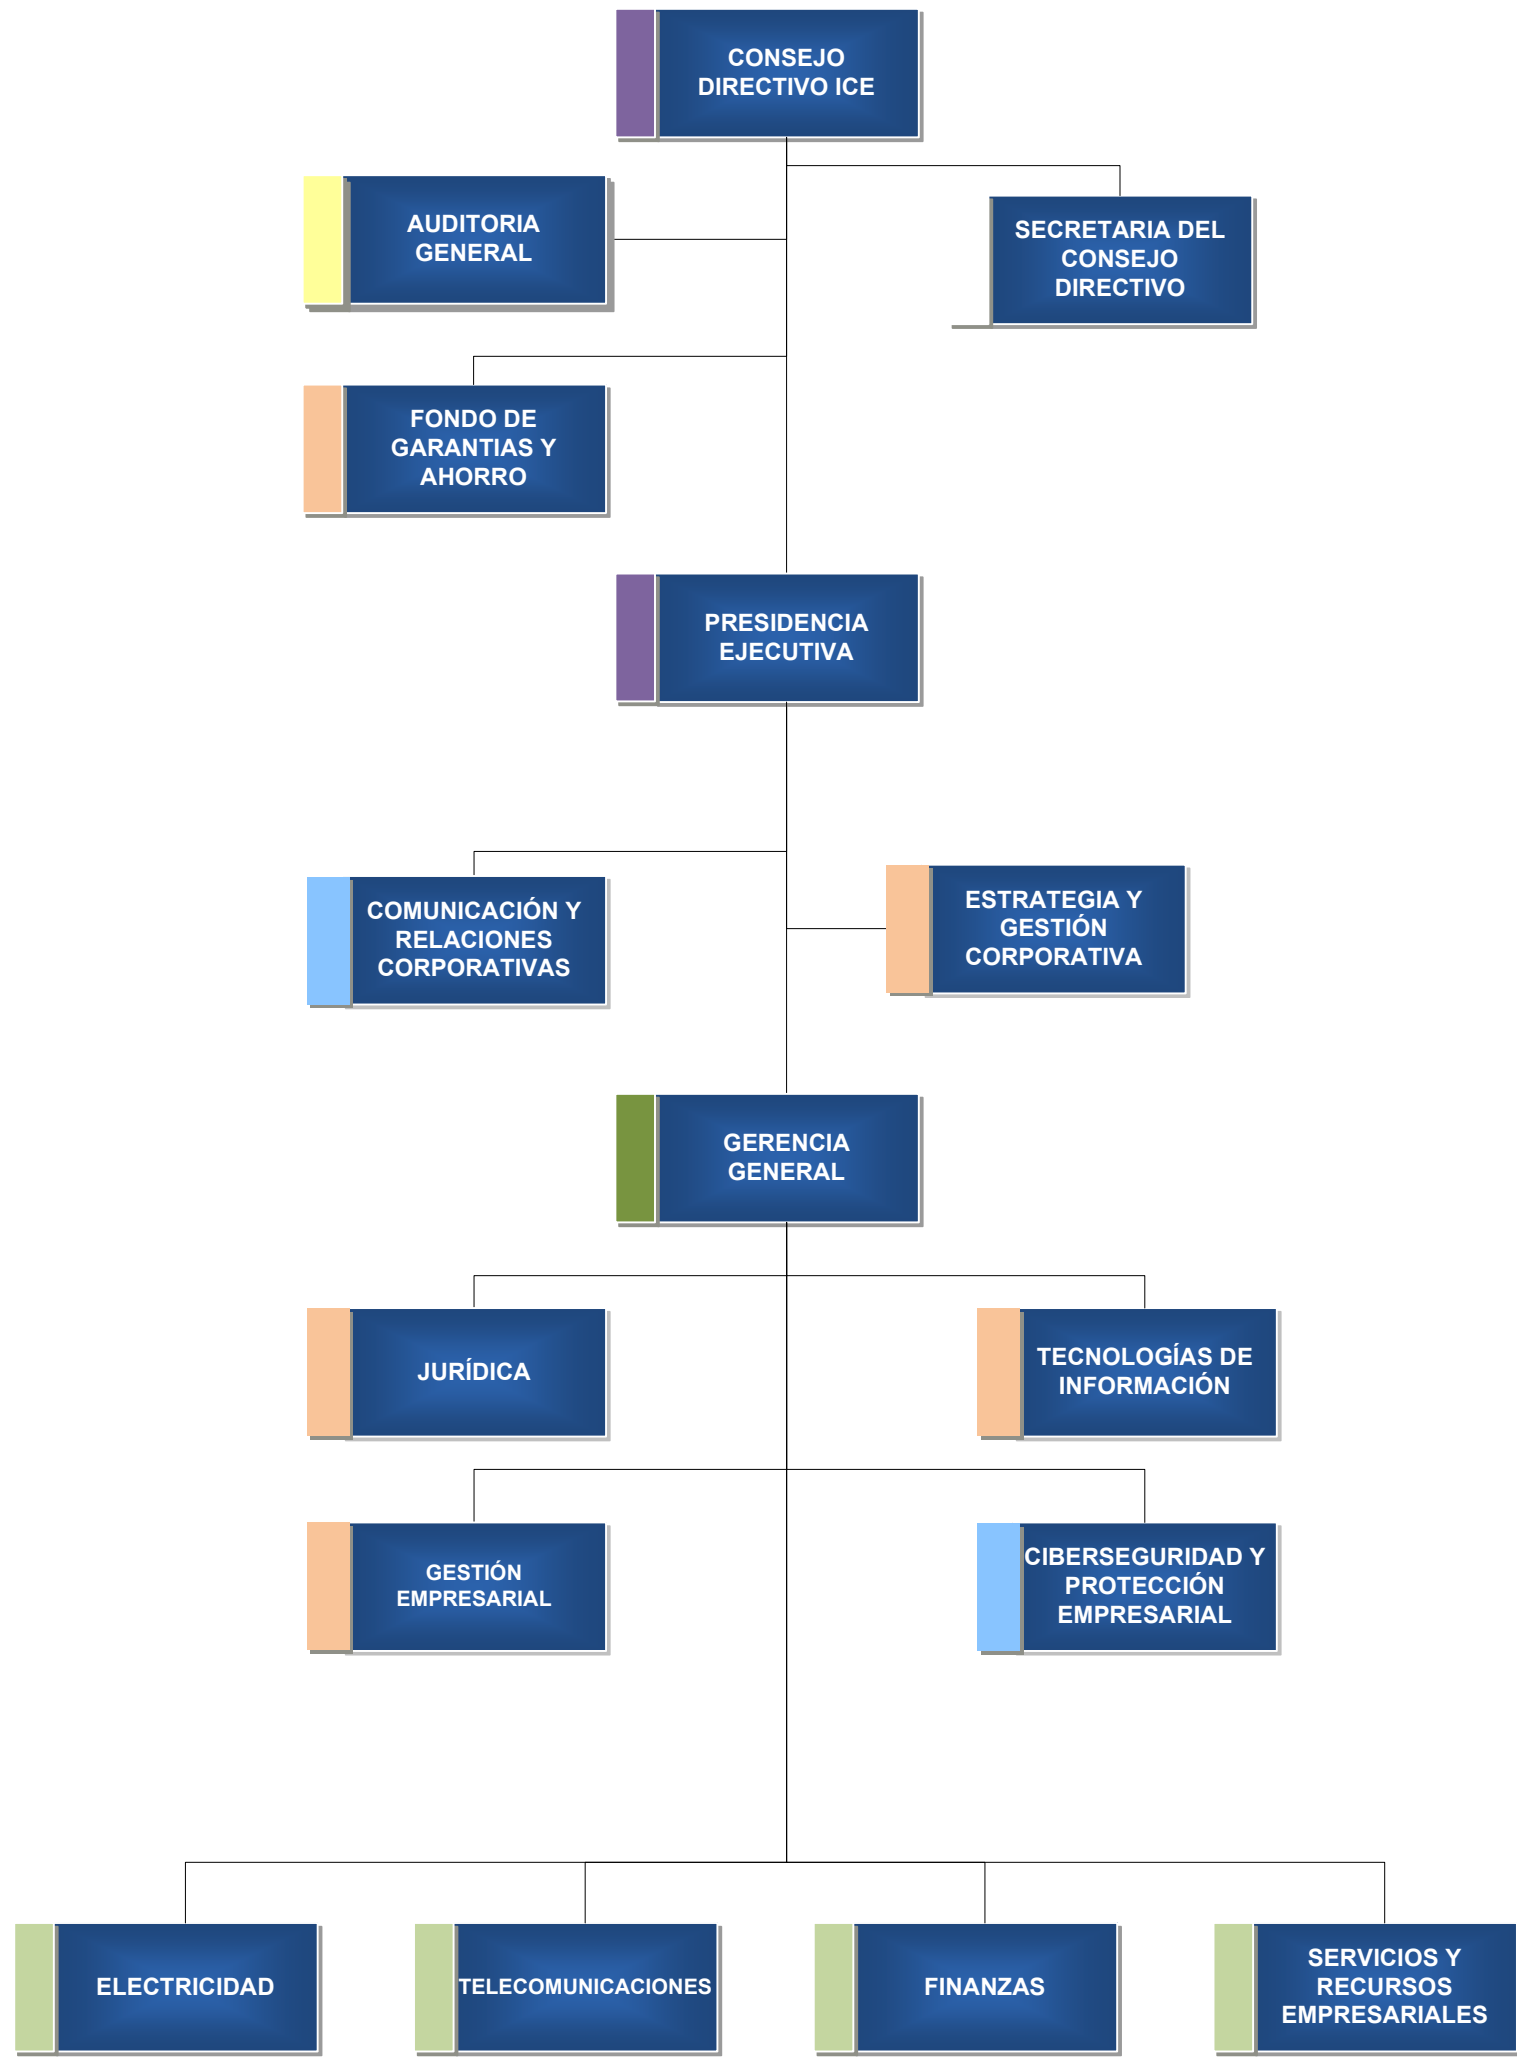 CONSEJO
DIRECTIVO ICE
AUDITORIA
GENERAL
SECRETARIA DEL
CONSEJO
DIRECTIVO
FONDO DE
GARANTIAS Y
AHORRO
PRESIDENCIA
EJECUTIVA
COMUNICACIÓN Y
RELACIONES
CORPORATIVAS
ESTRATEGIA Y
GESTIÓN
CORPORATIVA
GERENCIA
GENERAL
JURÍDICA
TECNOLOGÍAS DE
INFORMACIÓN
GESTIÓN
EMPRESARIAL
CIBERSEGURIDAD Y
PROTECCIÓN
EMPRESARIAL
ELECTRICIDAD
TELECOMUNICACIONES
FINANZAS
SERVICIOS Y
RECURSOS
EMPRESARIALES